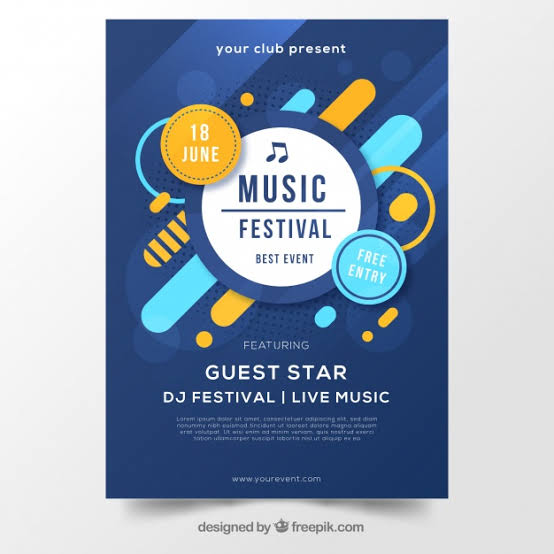 your club present
18
JUNE
MUSIC
FESTIVAL
BEST EVENT
FREE
ENTRY
FEATURING
GUEST STAR
DJ FESTIVAL | LIVE MUSIC
www.yourevent.com
designed by freepik.com